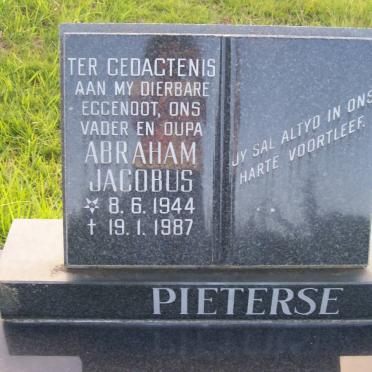 TER GEDAGTENIS
AAN MY DIERBARE
EGGENOOT, ONS
VADER EN OUPA
ABRAHAM
JACOBUS
* 8. 6. 1944
† 19. 1. 1987
JY SAL ALTYD IN ONS
HARTE VOORTLEEF.
PIETERSE